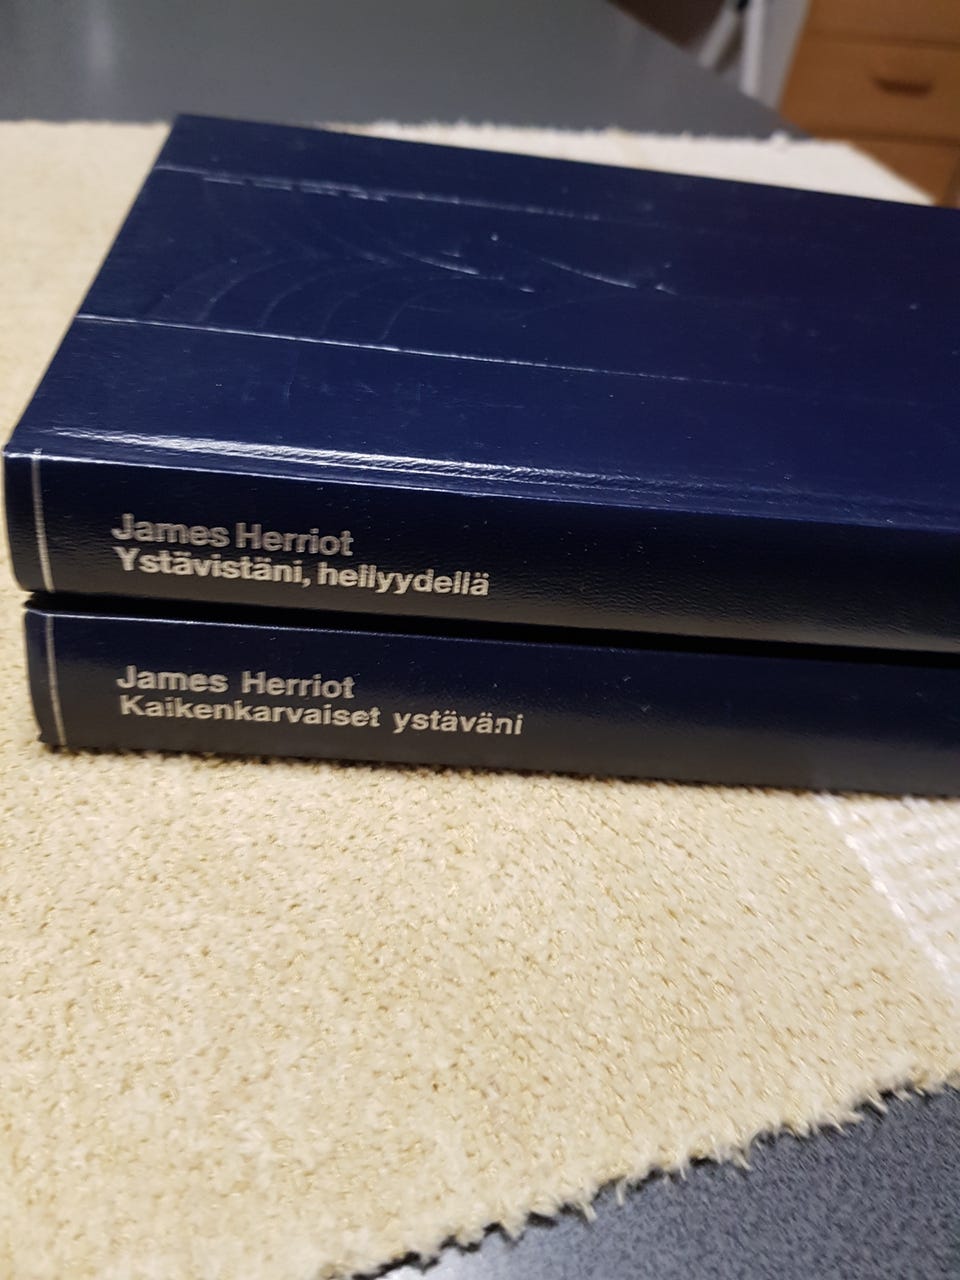 James Herriot
Ystävistäni, hellyydellä
James Herriot
Kaikenkarvaiset ystäväni